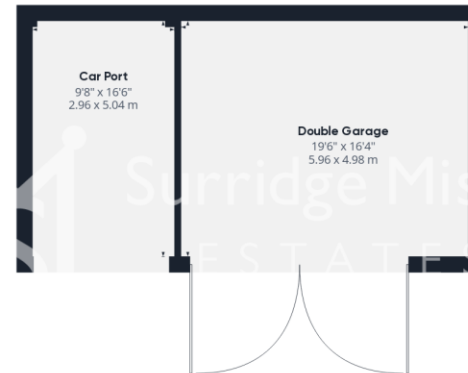 Car Port
9'8" x 16'6"
2.96 x 5.04 m
Double Garage
19'6" x 16'4"
5.96 x 4.98 m
Surridge Mis
ESTATE